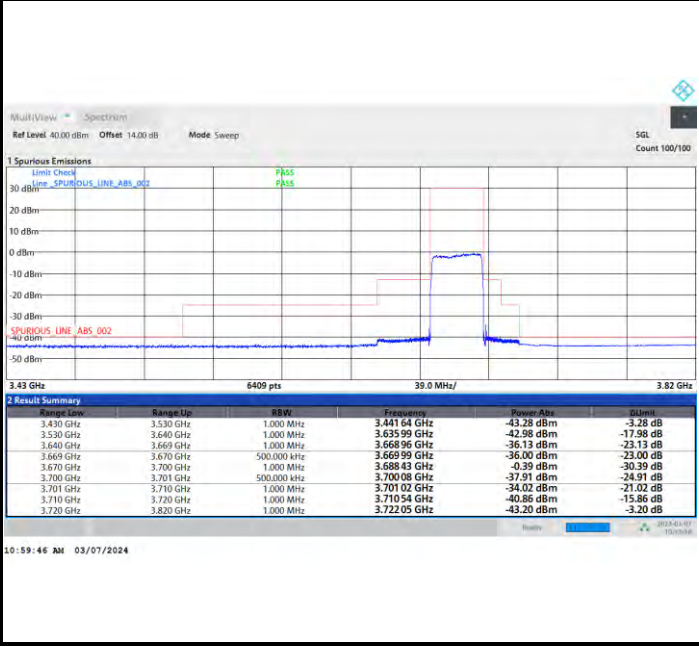 MultiView Spectrum
Ref Level 40.00 dBm Offset 14.00 dB Mode Sweep SGL
Count 100/100
1 Spurious Emissions
Limit Check PASS
Line _SPURIOUS_LINE_ABS_002 PASS
30 dBm
20 dBm
10 dBm
0 dBm
-10 dBm
-20 dBm
-30 dBm
SPURIOUS_LINE_ABS_002
-40 dBm
-50 dBm
3.43 GHz 6409 pts 39.0 MHz/ 3.82 GHz
2 Result Summary
Range Low Range Up RBW Frequency Power Abs ΔLimit
3.430 GHz 3.530 GHz 1.000 MHz 3.441 64 GHz -43.28 dBm -3.28 dB
3.530 GHz 3.640 GHz 1.000 MHz 3.635 99 GHz -42.98 dBm -17.98 dB
3.640 GHz 3.669 GHz 1.000 MHz 3.668 96 GHz -36.13 dBm -23.13 dB
3.669 GHz 3.670 GHz 500.000 kHz 3.669 99 GHz -36.00 dBm -23.00 dB
3.670 GHz 3.700 GHz 1.000 MHz 3.688 43 GHz -0.39 dBm -30.39 dB
3.700 GHz 3.701 GHz 500.000 kHz 3.700 08 GHz -37.91 dBm -24.91 dB
3.701 GHz 3.710 GHz 1.000 MHz 3.701 02 GHz -34.02 dBm -21.02 dB
3.710 GHz 3.720 GHz 1.000 MHz 3.710 54 GHz -40.86 dBm -15.86 dB
3.720 GHz 3.820 GHz 1.000 MHz 3.722 05 GHz -43.20 dBm -3.20 dB
Ready
10:59:46 AM 03/07/2024